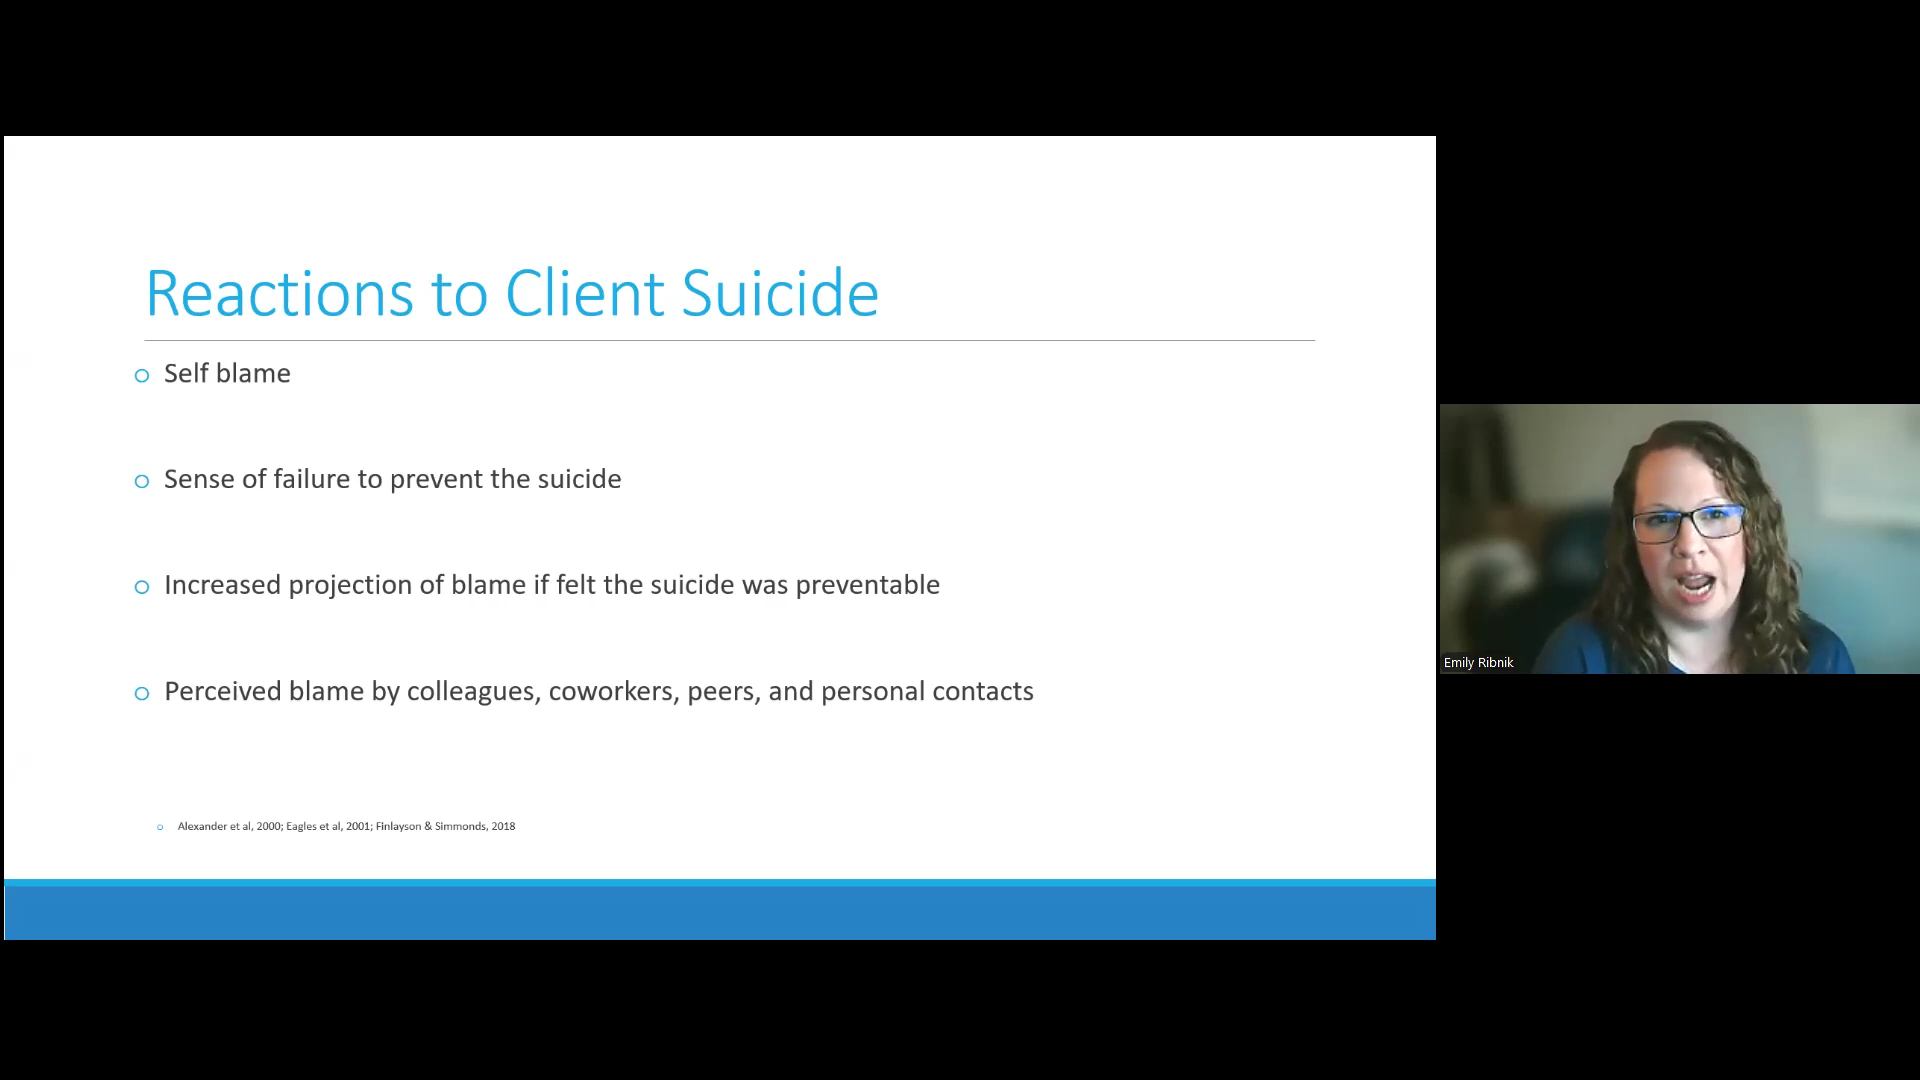 Reactions to Client Suicide
Self blame
Sense of failure to prevent the suicide
Increased projection of blame if felt the suicide was preventable
Perceived blame by colleagues, coworkers, peers, and personal contacts
Alexander et al, 2000; Eagles et al, 2001; Finlayson & Simmonds, 2018
Emily Ribnik